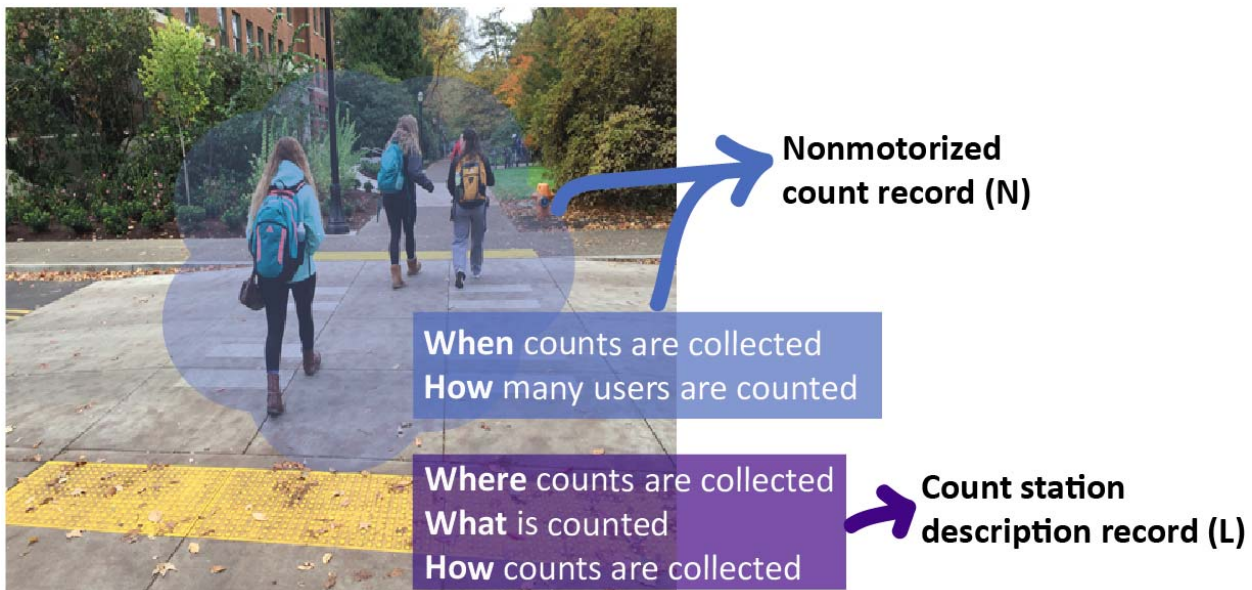 Nonmotorized
count record (N)
When counts are collected
How many users are counted
Where counts are collected
What is counted
How counts are collected
Count station
description record (L)